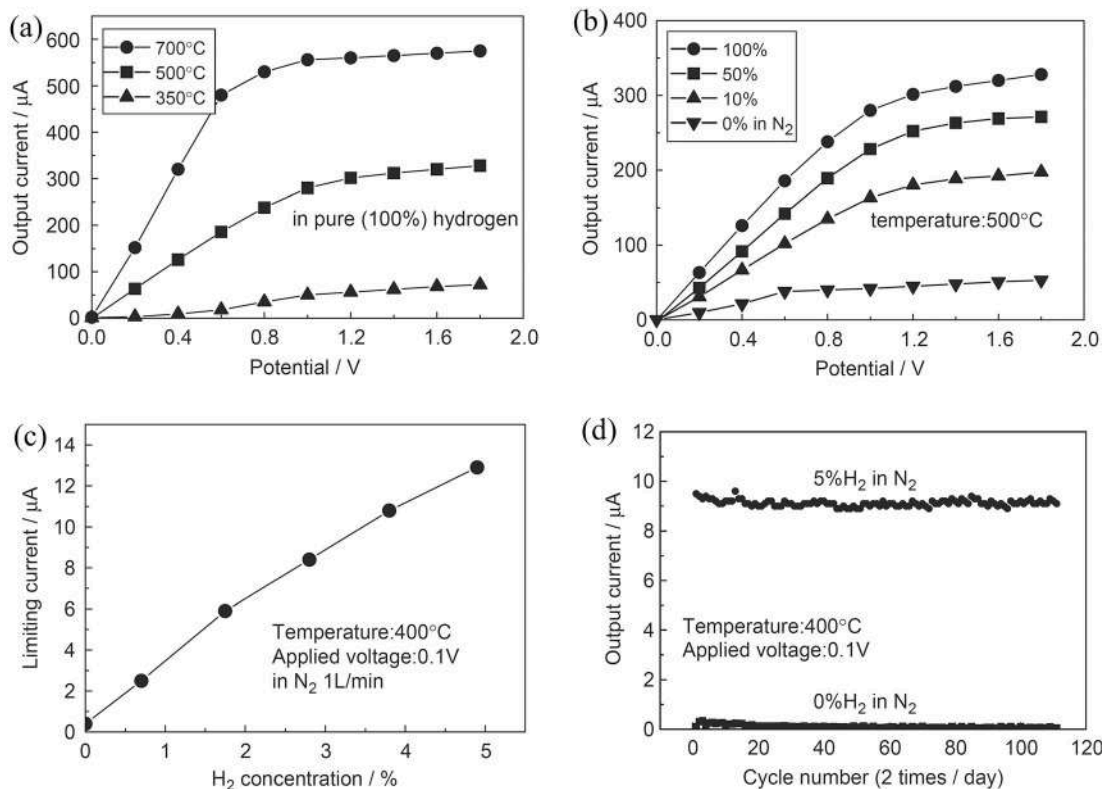 (a)
600
500
400
300
200
100
0
Output current / μA
700°C
500°C
350°C
in pure (100%) hydrogen
0.0 0.4 0.8 1.2 1.6 2.0
Potential / V
(b)
400
300
200
100
0
Output current / μA
100%
50%
10%
0% in N₂
temperature:500°C
0.0 0.4 0.8 1.2 1.6 2.0
Potential / V
(c)
14
12
10
8
6
4
2
0
Limiting current / μA
Temperature:400°C
Applied voltage:0.1V
in N₂ 1L/min
0 1 2 3 4 5
H₂ concentration / %
(d)
12
10
8
6
4
2
0
Output current / μA
5%H₂ in N₂
Temperature:400°C
Applied voltage:0.1V
0%H₂ in N₂
0 20 40 60 80 100 120
Cycle number (2 times / day)